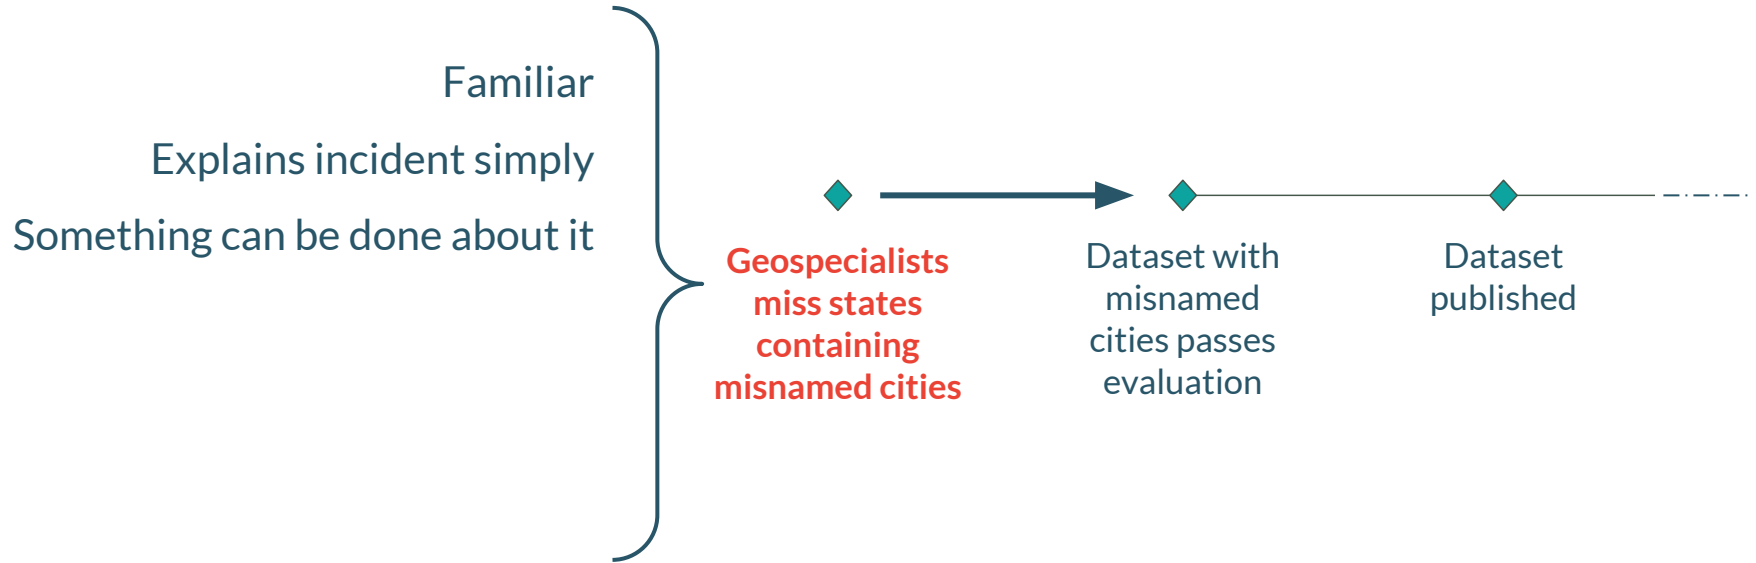 Familiar
Explains incident simply
Something can be done about it
Geospecialists
miss states
containing
misnamed cities
Dataset with
misnamed
cities passes
evaluation
Dataset
published